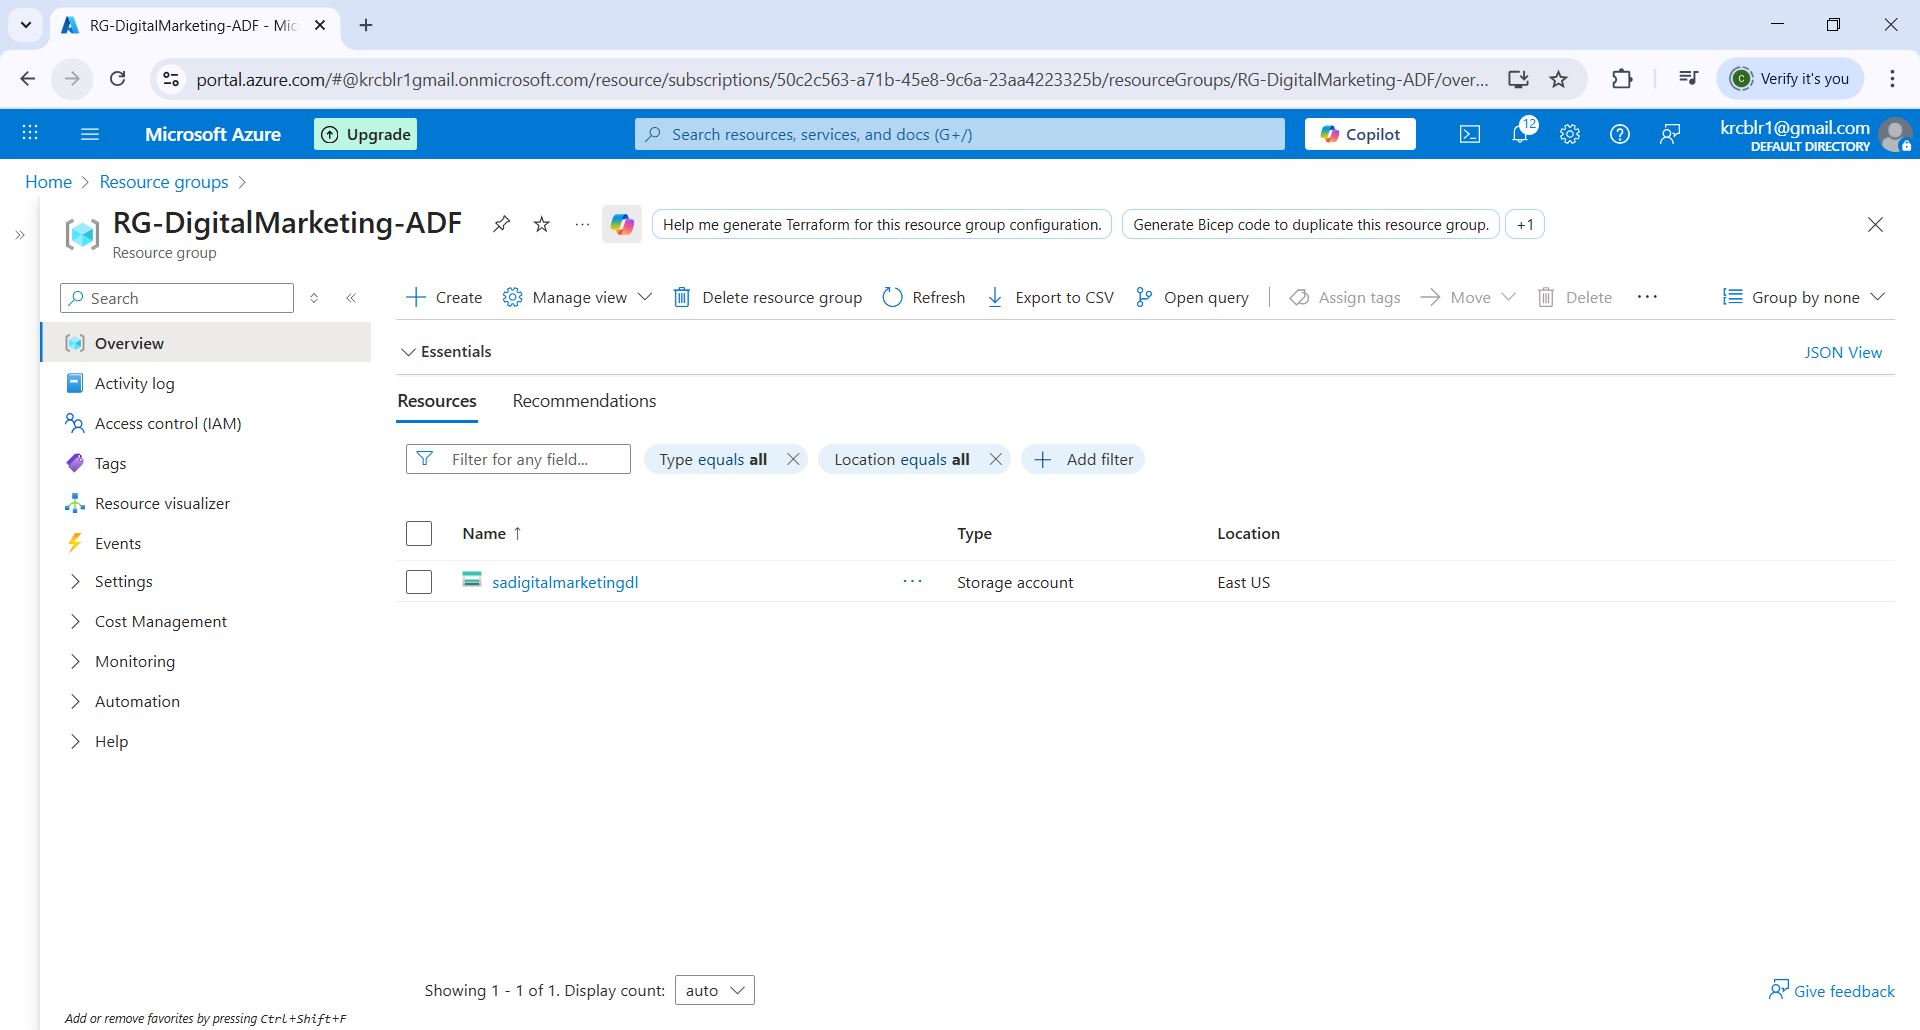 RG-DigitalMarketing-ADF - Mic
portal.azure.com/#@krcblr1gmail.onmicrosoft.com/resource/subscriptions/50c2c563-a71b-45e8-9c6a-23aa4223325b/resourceGroups/RG-DigitalMarketing-ADF/over...
C
Verify it's you
Microsoft Azure
Upgrade
Search resources, services, and docs (G+/)
Copilot
12
krcblr1@gmail.com
DEFAULT DIRECTORY
Home > Resource groups >
RG-DigitalMarketing-ADF
Resource group
Help me generate Terraform for this resource group configuration.
Generate Bicep code to duplicate this resource group.
+1
Search
Create
Manage view
Delete resource group
Refresh
Export to CSV
Open query
Assign tags
Move
Delete
Group by none
Overview
Activity log
Access control (IAM)
Tags
Resource visualizer
Events
Settings
Cost Management
Monitoring
Automation
Help
Essentials
JSON View
Resources
Recommendations
Filter for any field...
Type equals all
Location equals all
Add filter
Name ↑ Type Location
sadigitalmarketingdl ... Storage account East US
Showing 1 - 1 of 1. Display count: auto
Give feedback
Add or remove favorites by pressing Ctrl+Shift+F